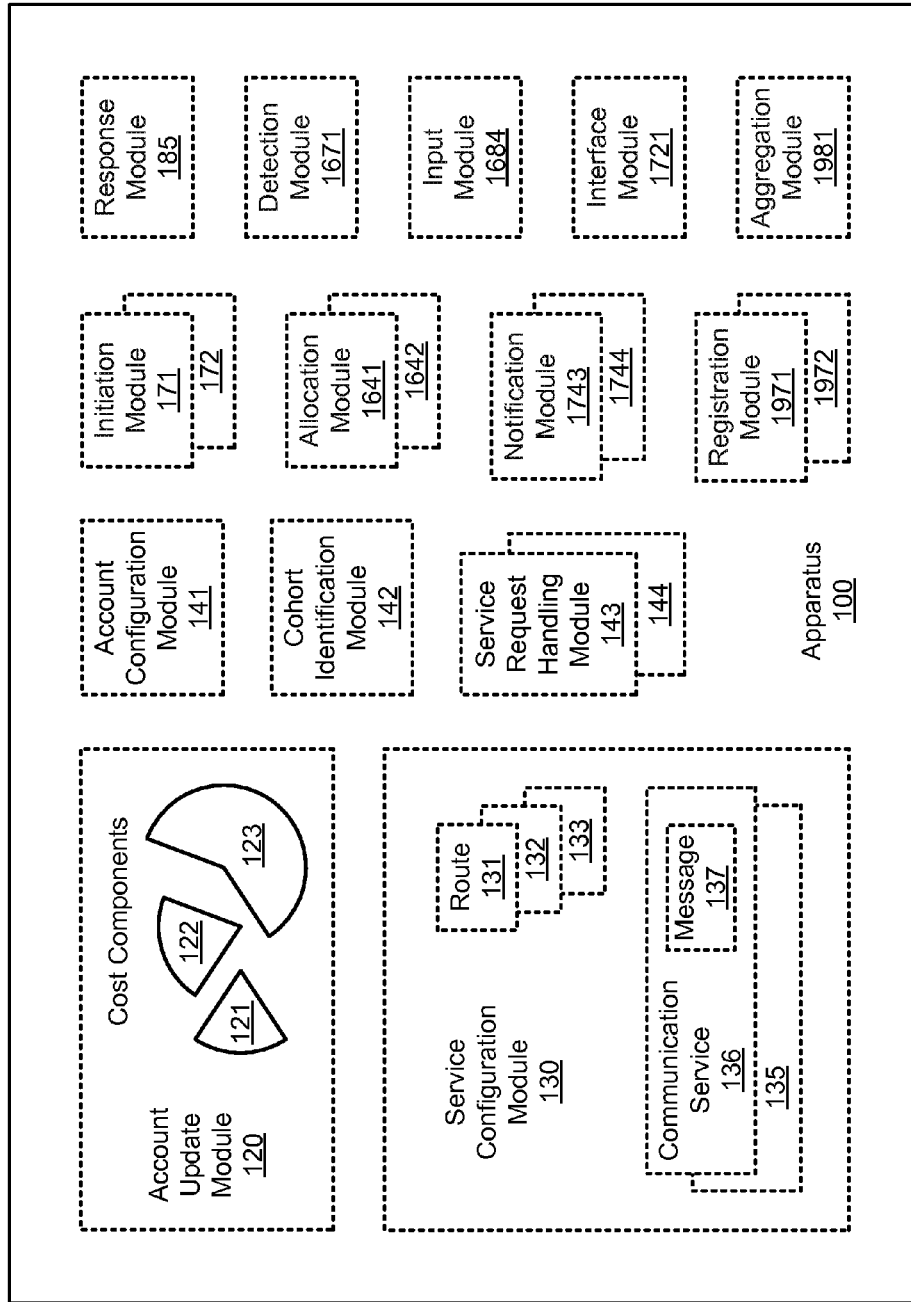 Cost Components
121
122
123
Account
Update
Module
120
Service
Configuration
Module
130
Route
131
132
133
Communication
Service
136
Message
137
135
Account
Configuration
Module
141
Cohort
Identification
Module
142
Service
Request
Handling
Module
143
144
Apparatus
100
Initiation
Module
171
172
Allocation
Module
1641
1642
Notification
Module
1743
1744
Registration
Module
1971
1972
Response
Module
185
Detection
Module
1671
Input
Module
1684
Interface
Module
1721
Aggregation
Module
1981